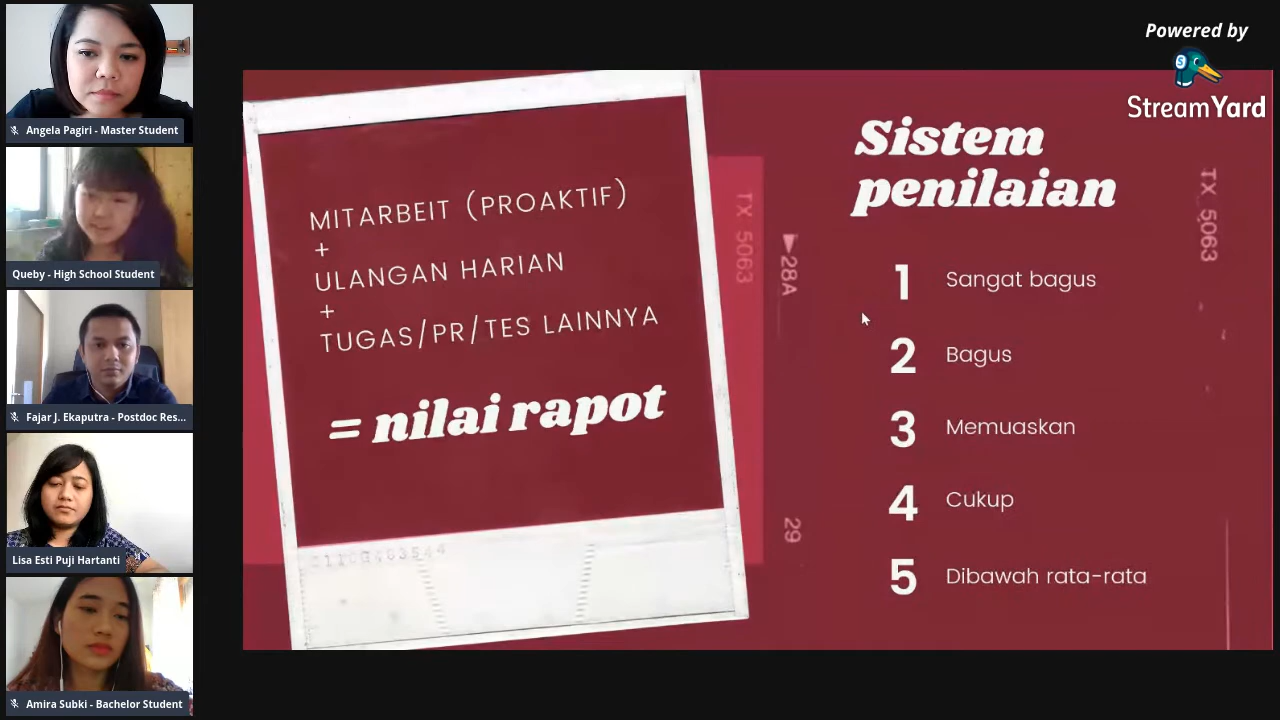 Angela Pagiri - Master Student
Queby - High School Student
Fajar J. Ekaputra - Postdoc Res...
Lisa Esti Puji Hartanti
Amira Subki - Bachelor Student
MITARBEIT (PROAKTIF)
+
ULANGAN HARIAN
+
TUGAS/PR/TES LAINNYA
= nilai rapot
TX 5063
28A
29
Sistem
penilaian
1 Sangat bagus
2 Bagus
3 Memuaskan
4 Cukup
5 Dibawah rata-rata
TX 5063
Powered by
S
StreamYard